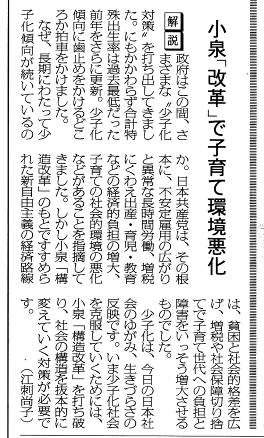 小泉「改革」で子育て環境悪化
解説
政府はこの間、さ
まざまな〝少子化
対策〟を打ち出してきまし
た。にもかかわらず合計特
殊出生率は過去最低だった
前年をさらに更新。少子化
傾向に歯止めをかけるどこ
ろか拍車をかけました。
なぜ、長期にわたって少
子化傾向が続いているの
か。日本共産党は、その根
本に、不安定雇用の広がり
と異常な長時間労働、増税
にくわえ出産・育児・教育
などの経済的負担の増大、
子育ての社会的環境の悪化
などがあることを指摘して
きました。しかし小泉「構
造改革」のもとですすめら
れた新自由主義の経済路線
は、貧困と社会的格差を広
げ、増税や社会保障切り捨
てで子育て世代への負担と
障害をいっそう増大させる
ものでした。
少子化は、今日の日本社
会のゆがみ、生きづらさの
反映です。いま少子化社会
を克服していくためには、
小泉「構造改革」を打ち破
り、社会の構造を抜本的に
変えていく対策が必要で
す。（江刺尚子）